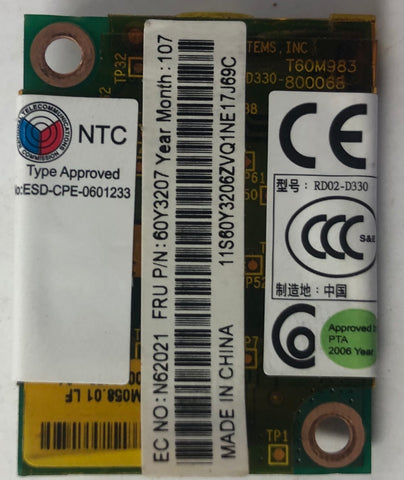 TP32
TEMS, INC
T60M983
D330-
800065
NTC
Type Approved
ESD-CPE-0601233
EC NO: N62021 FRU P/N: 60Y3207 Year Month: 107
MADE IN CHINA 11S60Y3206ZVQ1NE17J69C
CE
型号: RD02-D330
CCC
S&E
制造地: 中国
Approved
PTA
2006 Year
M058.01 LF
TP1